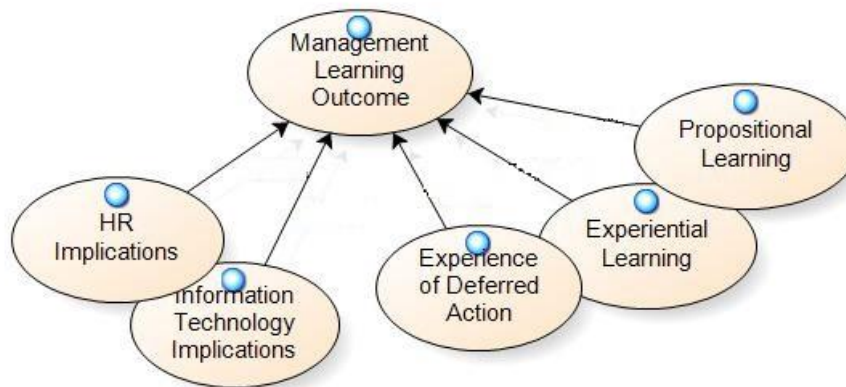 Management
Learning
Outcome
Propositional
Learning
HR
Implications
Experiential
Learning
Experience
of Deferred
Action
Information
Technology
Implications